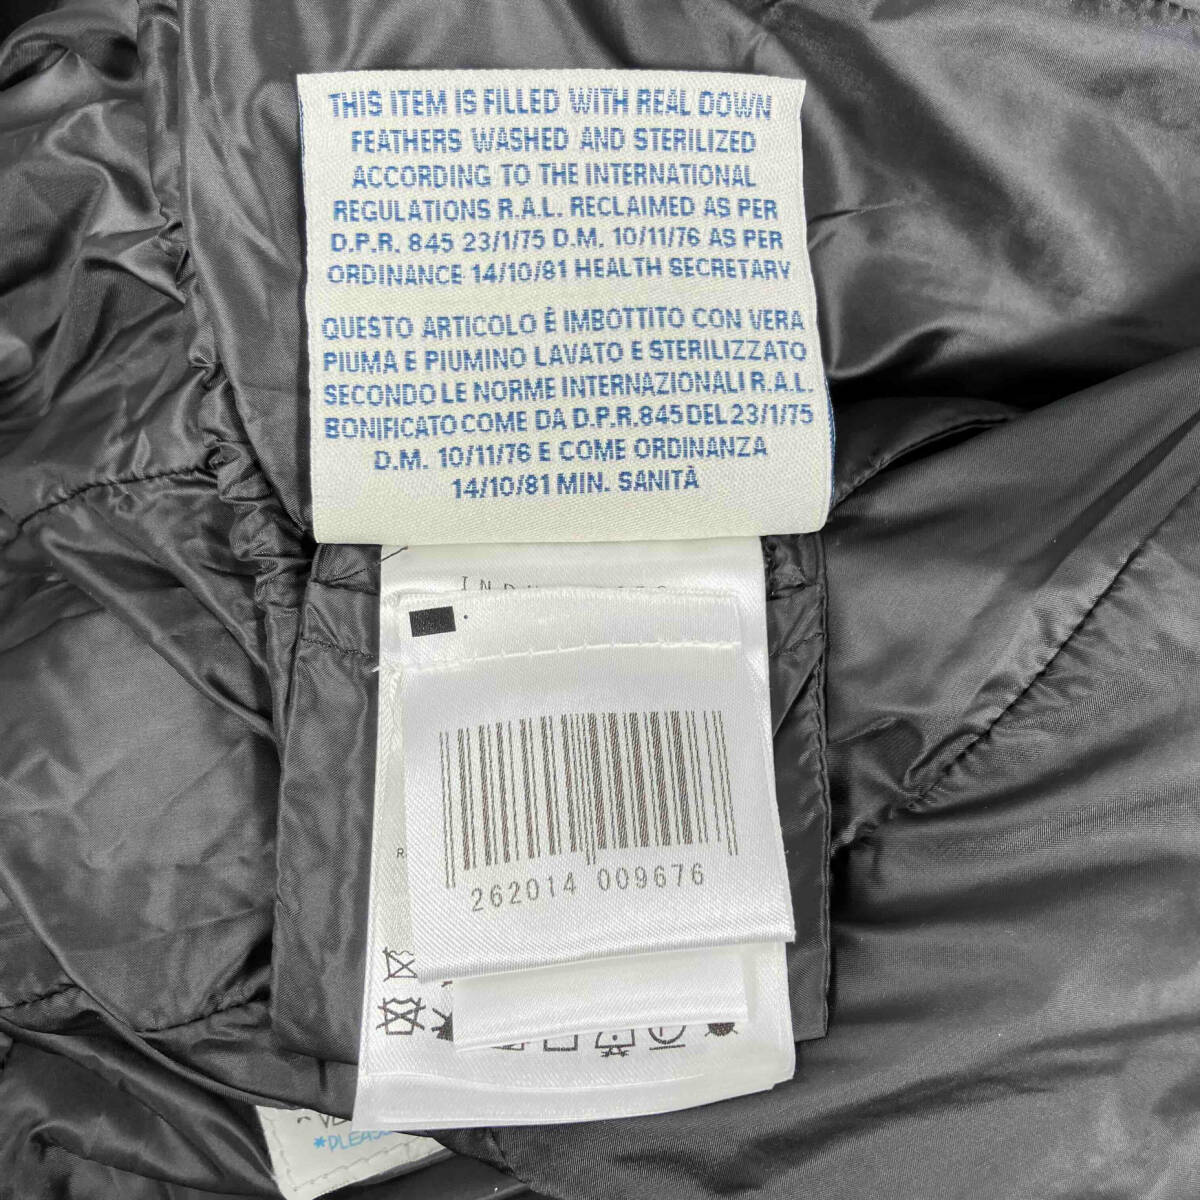 THIS ITEM IS FILLED WITH REAL DOWN
FEATHERS WASHED AND STERILIZED
ACCORDING TO THE INTERNATIONAL
REGULATIONS R.A.L. RECLAIMED AS PER
D.P.R. 845 23/1/75 D.M. 10/11/76 AS PER
ORDINANCE 14/10/81 HEALTH SECRETARY
QUESTO ARTICOLO È IMBOTTITO CON VERA
PIUMA E PIUMINO LAVATO E STERILIZZATO
SECONDO LE NORME INTERNAZIONALI R.A.L.
BONIFICATO COME DA D.P.R.845 DEL 23/1/75
D.M. 10/11/76 E COME ORDINANZA
14/10/81 MIN. SANITÀ
262014 009676